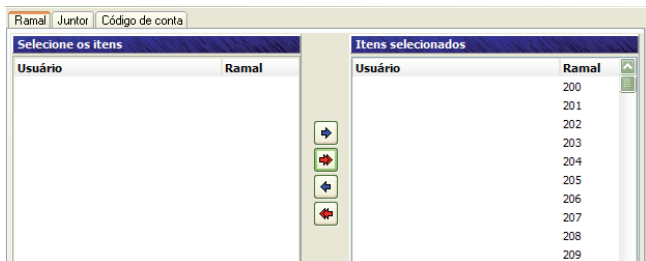 Ramal Juntor Código de conta
Selecione os itens
Usuário Ramal
Itens selecionados
Usuário Ramal
200
201
202
203
204
205
206
207
208
209